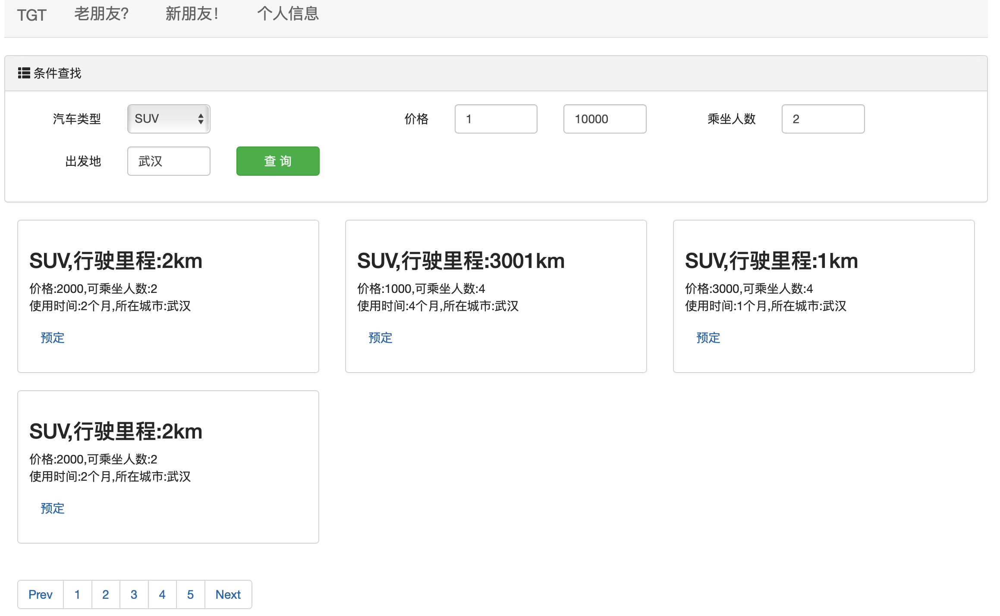 TGT 老朋友? 新朋友! 个人信息
条件查找
汽车类型 SUV 价格 1 10000 乘坐人数 2
出发地 武汉 查 询
SUV,行驶里程:2km
价格:2000,可乘坐人数:2
使用时间:2个月,所在城市:武汉
预定
SUV,行驶里程:3001km
价格:1000,可乘坐人数:4
使用时间:4个月,所在城市:武汉
预定
SUV,行驶里程:1km
价格:3000,可乘坐人数:4
使用时间:1个月,所在城市:武汉
预定
SUV,行驶里程:2km
价格:2000,可乘坐人数:2
使用时间:2个月,所在城市:武汉
预定
Prev 1 2 3 4 5 Next